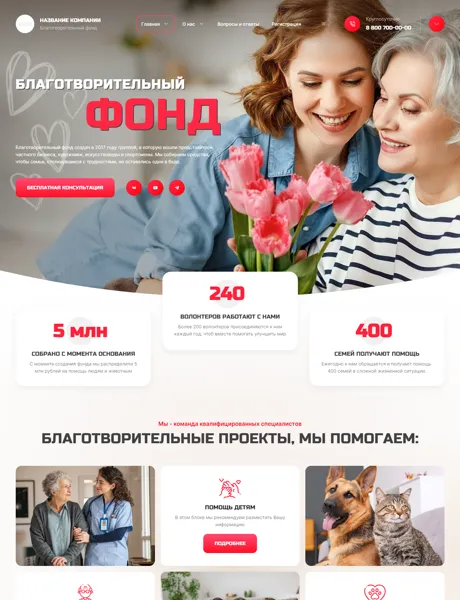 НАЗВАНИЕ КОМПАНИИ
Благотворительный фонд
Главная
О нас
Вопросы и ответы
Регистрация
Круглосуточно
8 800 700-00-00
БЛАГОТВОРИТЕЛЬНЫЙ
ФОНД
Благотворительный фонд создан в 2017 году группой, в которую вошли представители
частного бизнеса, политики, искусствоведы и спортсмены. Мы собираем средства,
чтобы семьи, столкнувшиеся с трудностями, не оставались одни в беде.
БЕСПЛАТНАЯ КОНСУЛЬТАЦИЯ
240
ВОЛОНТЕРОВ РАБОТАЮТ С НАМИ
Более 200 волонтеров присоединяются к нам
каждый год, чтоб вместе помогать улучшить мир.
5 млн
СОБРАНО С МОМЕНТА ОСНОВАНИЯ
С момента создания фонда мы распределили 5
млн рублей на помощь людям и животным
400
СЕМЕЙ ПОЛУЧАЮТ ПОМОЩЬ
Ежегодно к нам обращаются и получают помощь
400 семей в сложной жизненной ситуации.
Мы - команда квалифицированных специалистов
БЛАГОТВОРИТЕЛЬНЫЕ ПРОЕКТЫ, МЫ ПОМОГАЕМ:
ПОМОЩЬ ДЕТЯМ
В этом блоке мы рекомендуем разместить Вашу
информацию
ПОДРОБНЕЕ